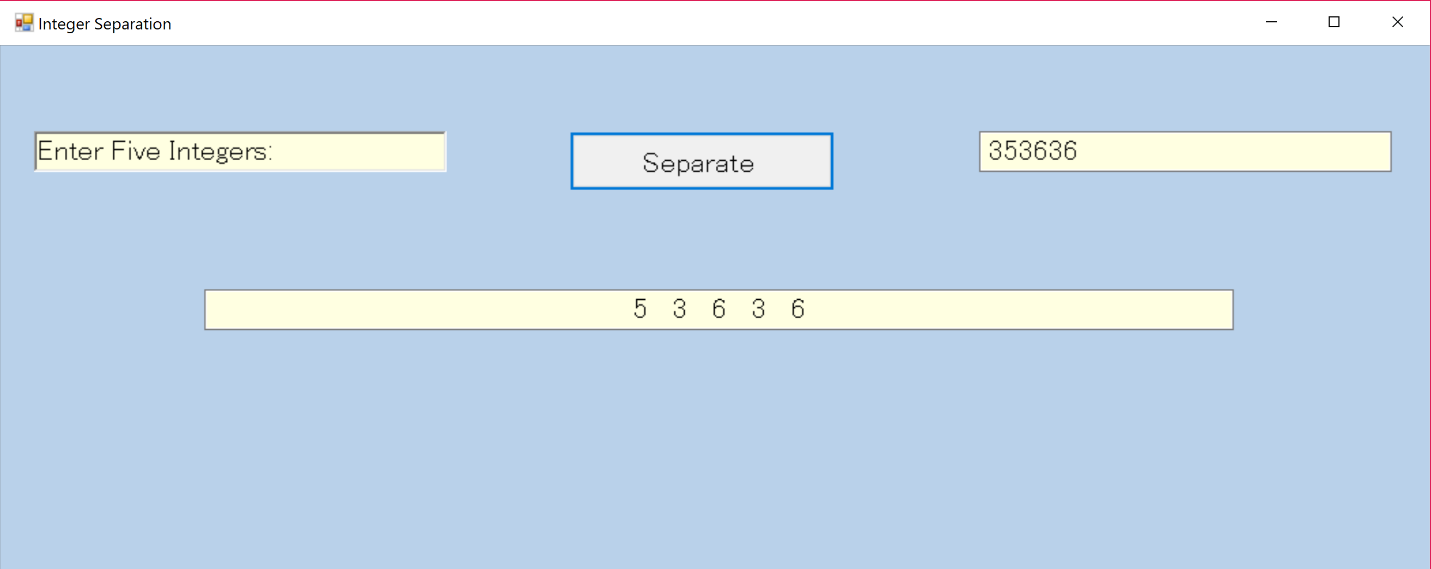 Integer Separation
Enter Five Integers:
Separate
353636
5 3 6 3 6